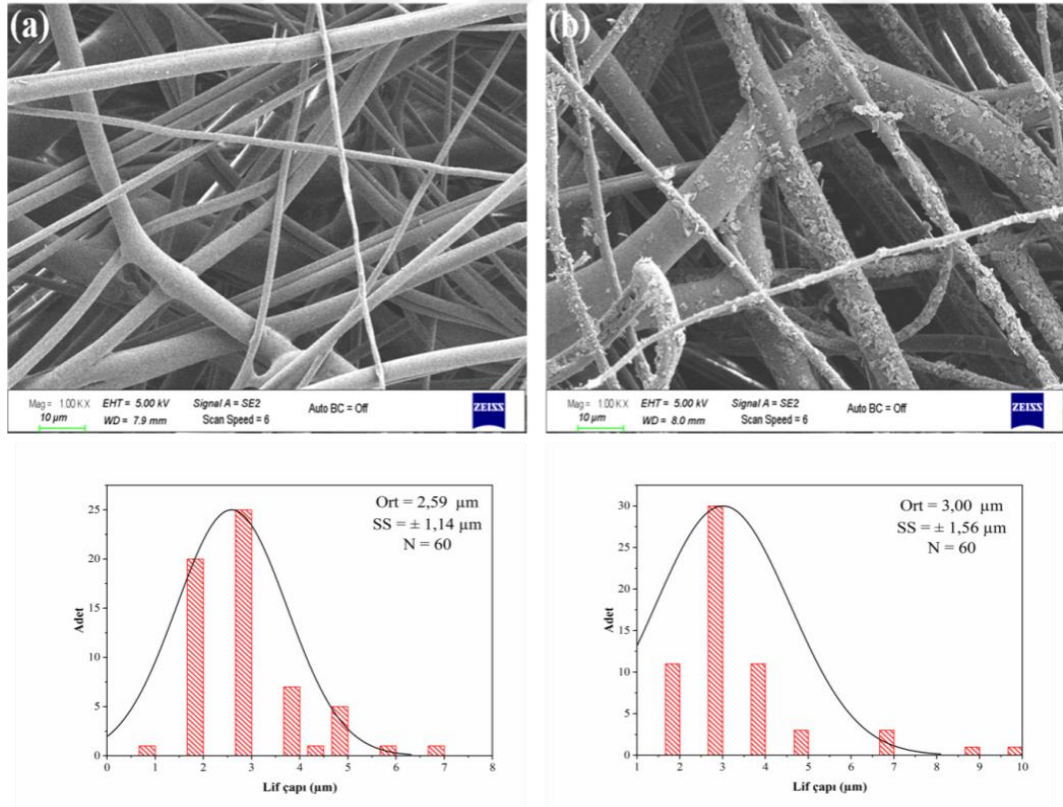 (a)
Mag = 1.00 KX
10 µm
EHT = 5.00 kV
WD = 7.9 mm
Signal A = SE2
Scan Speed = 6
Auto BC = Off
ZEISS
(b)
Mag = 1.00 KX
10 µm
EHT = 5.00 kV
WD = 8.0 mm
Signal A = SE2
Scan Speed = 6
Auto BC = Off
ZEISS
Ort = 2,59 µm
SS = ± 1,14 µm
N = 60
Adet
25
20
15
10
5
0
0 1 2 3 4 5 6 7 8
Lif çapı (µm)
Ort = 3,00 µm
SS = ± 1,56 µm
N = 60
Adet
30
25
20
15
10
5
0
1 2 3 4 5 6 7 8 9 10
Lif çapı (µm)